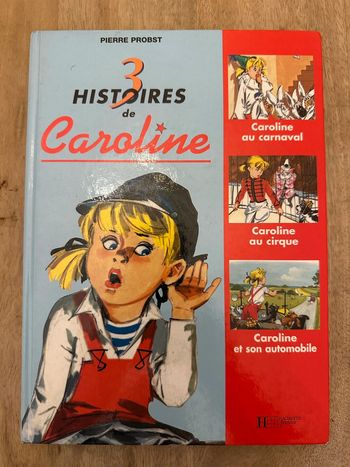 PIERRE PROBST
3
HISTOIRES
de
Caroline
Caroline
au carnaval
Caroline
au cirque
Caroline
et son automobile
H